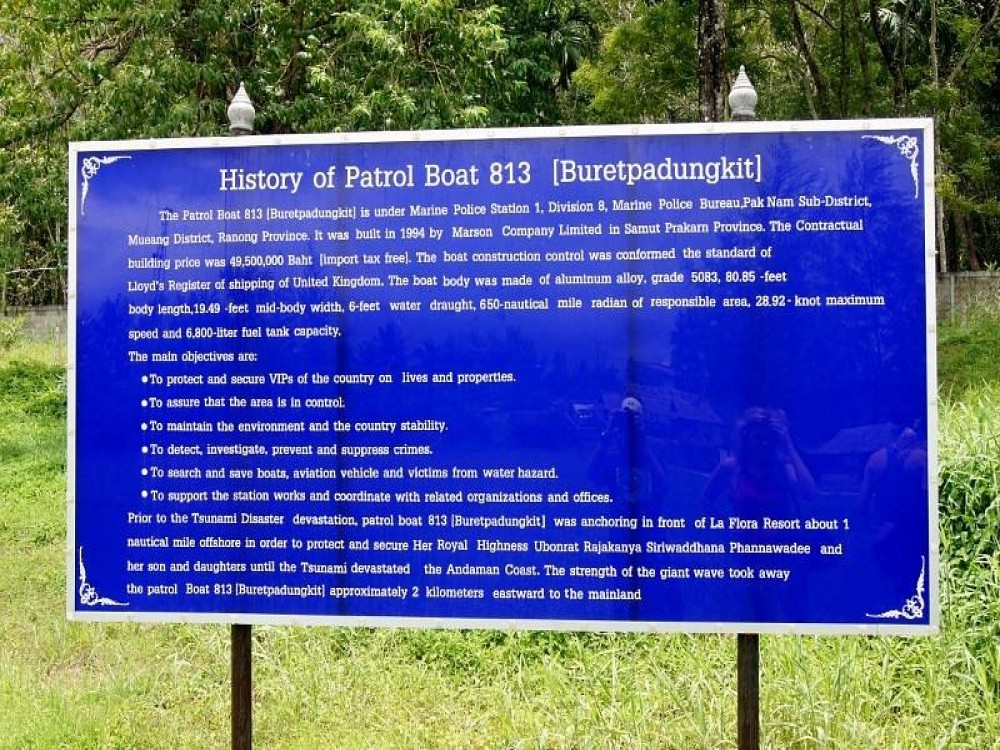 History of Patrol Boat 813 [Buretpadungkit]
The Patrol Boat 813 [Buretpadungkit] is under Marine Police Station 1, Division 8, Marine Police Bureau,Pak Nam Sub-District,
Mueang District, Ranong Province. It was built in 1994 by Marson Company Limited in Samut Prakarn Province. The Contractual
building price was 49,500,000 Baht [import tax free]. The boat construction control was conformed the standard of
Lloyd's Register of shipping of United Kingdom. The boat body was made of aluminum alloy, grade 5083, 80.85 -feet
body length,19.49 -feet mid-body width, 6-feet water draught, 650-nautical mile radian of responsible area, 28.92- knot maximum
speed and 6,800-liter fuel tank capacity.
The main objectives are:
● To protect and secure VIPs of the country on lives and properties.
● To assure that the area is in control.
● To maintain the environment and the country stability.
● To detect, investigate, prevent and suppress crimes.
● To search and save boats, aviation vehicle and victims from water hazard.
● To support the station works and coordinate with related organizations and offices.
Prior to the Tsunami Disaster devastation, patrol boat 813 [Buretpadungkit] was anchoring in front of La Flora Resort about 1
nautical mile offshore in order to protect and secure Her Royal Highness Ubonrat Rajakanya Siriwaddhana Phannawadee and
her son and daughters until the Tsunami devastated the Andaman Coast. The strength of the giant wave took away
the patrol Boat 813 [Buretpadungkit] approximately 2 kilometers eastward to the mainland